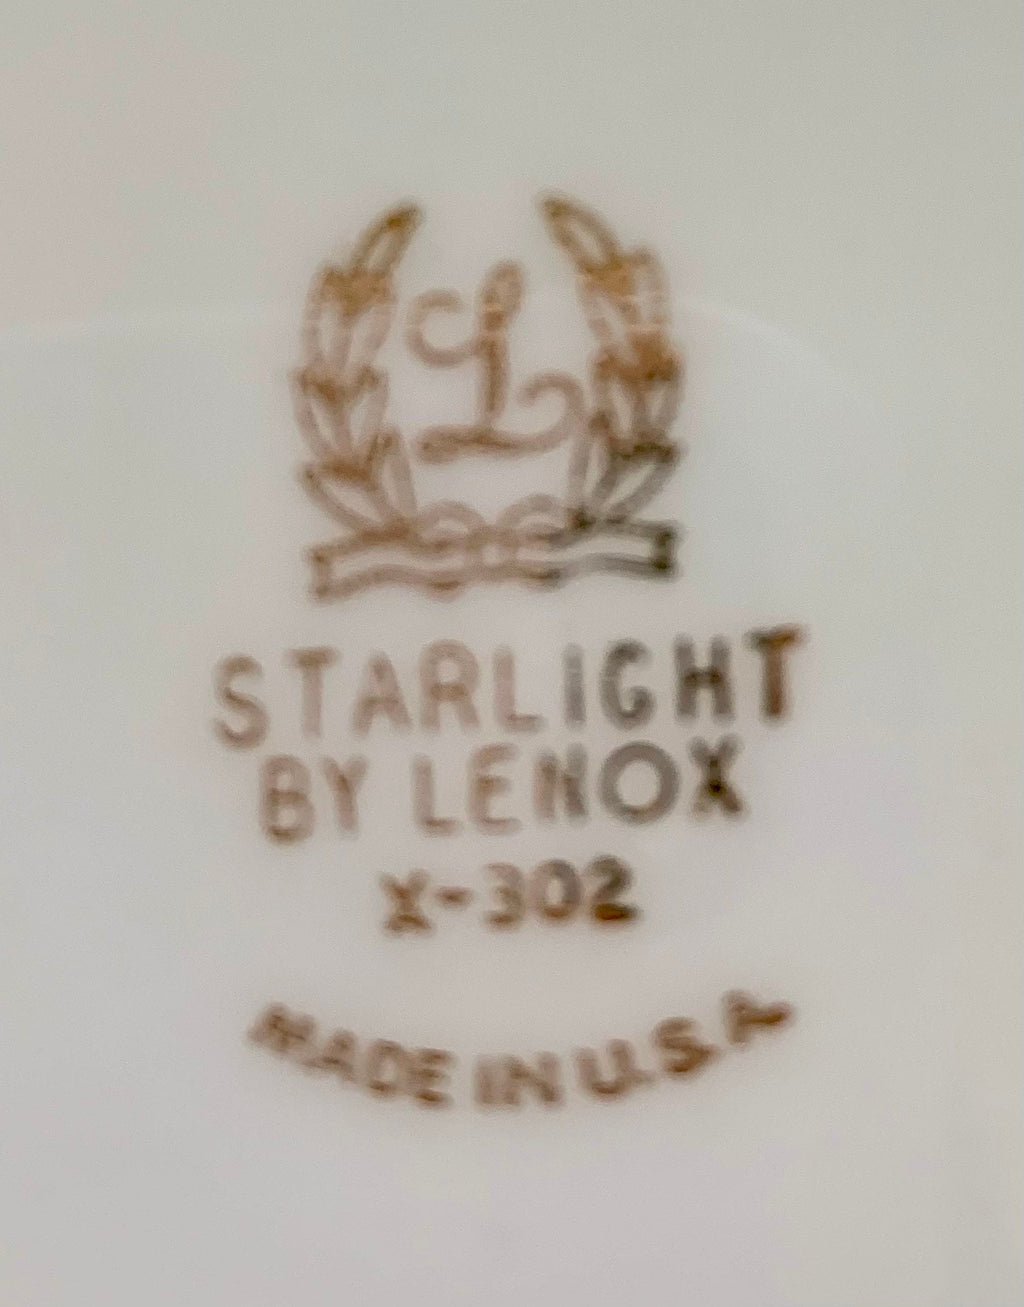 L
STARLIGHT
BY LENOX
X-302
MADE IN U.S.A.